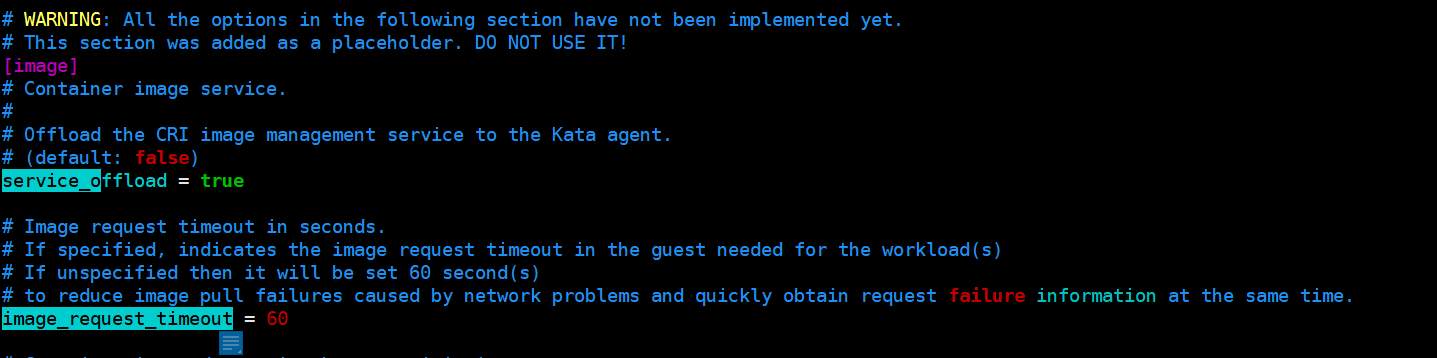 # WARNING: All the options in the following section have not been implemented yet.
# This section was added as a placeholder. DO NOT USE IT!
[image]
# Container image service.
#
# Offload the CRI image management service to the Kata agent.
# (default: false)
service_offload = true
# Image request timeout in seconds.
# If specified, indicates the image request timeout in the guest needed for the workload(s)
# If unspecified then it will be set 60 second(s)
# to reduce image pull failures caused by network problems and quickly obtain request failure information at the same time.
image_request_timeout = 60